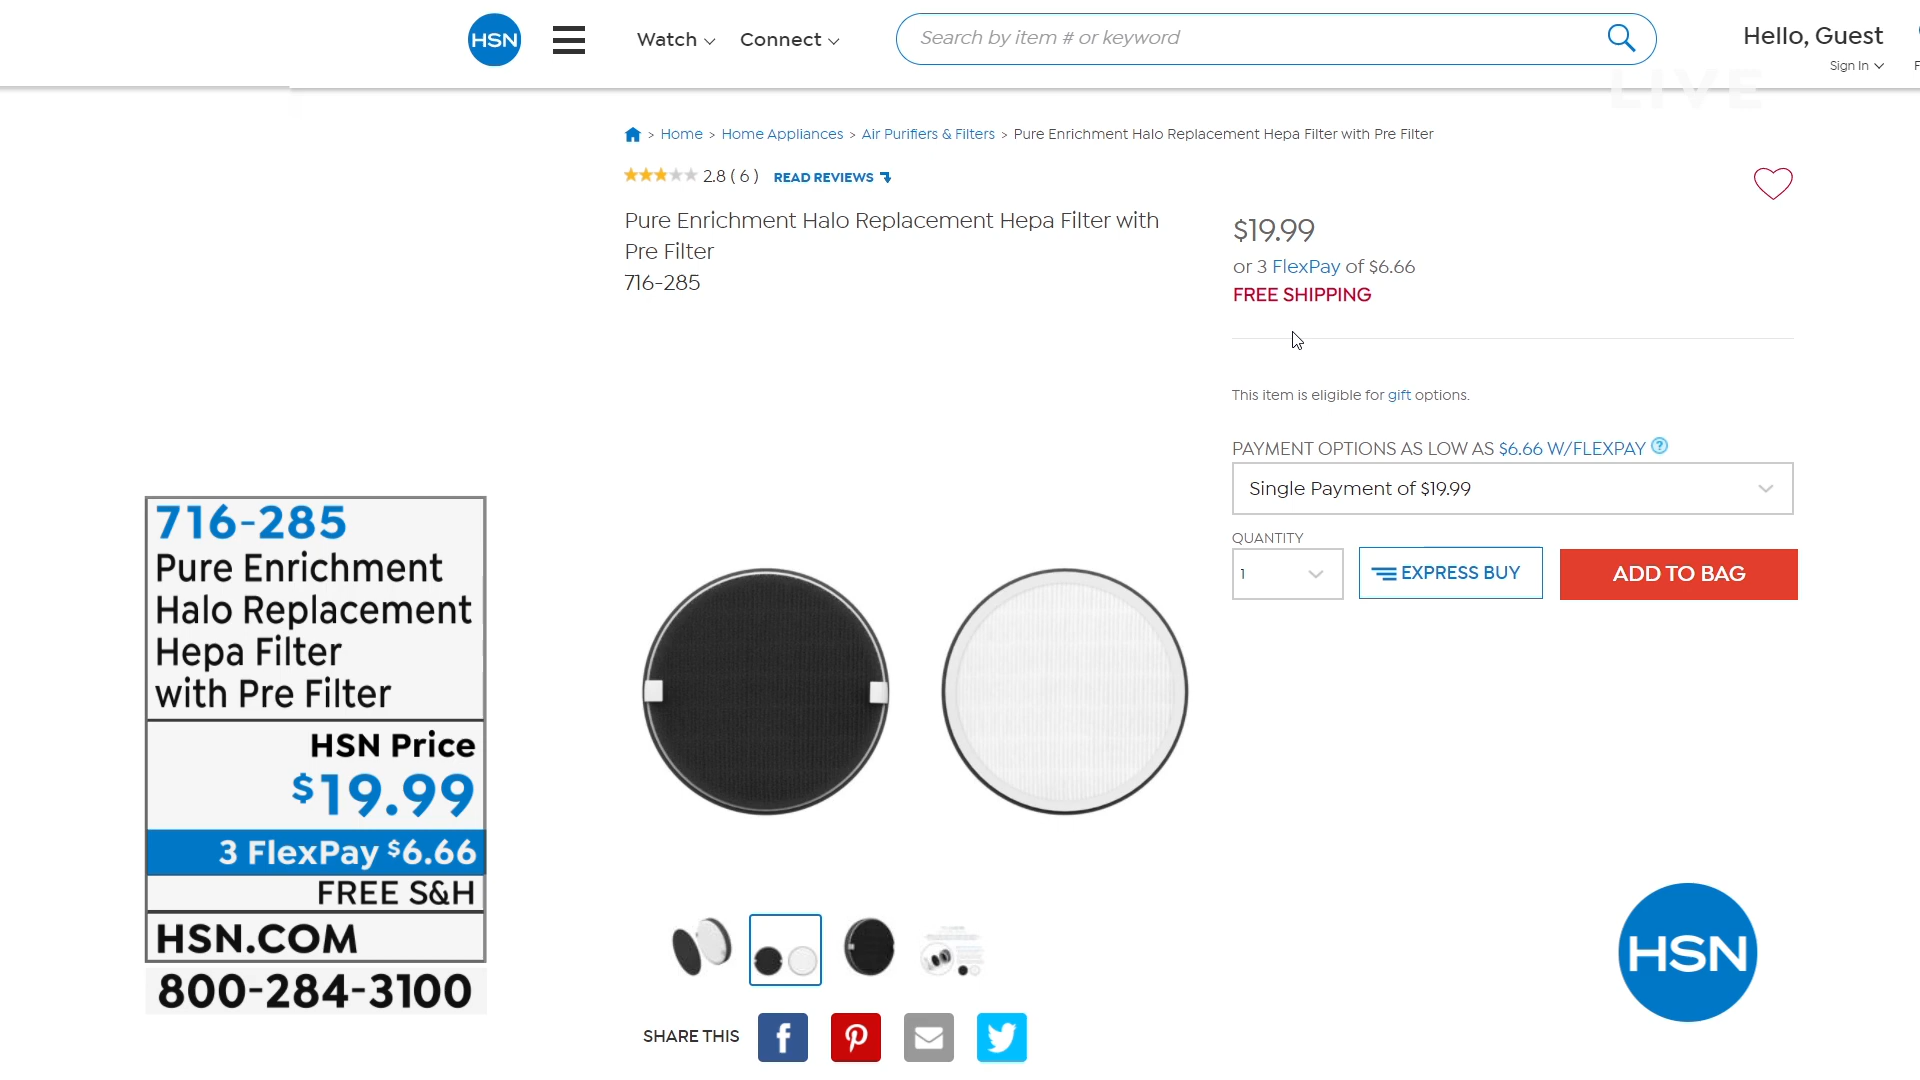 HSN
Watch
Connect
Search by item # or keyword
Hello, Guest
Sign In
LIVE
> Home > Home Appliances > Air Purifiers & Filters > Pure Enrichment Halo Replacement Hepa Filter with Pre Filter
2.8 ( 6 ) READ REVIEWS
Pure Enrichment Halo Replacement Hepa Filter with
Pre Filter
716-285
$19.99
or 3 FlexPay of $6.66
FREE SHIPPING
This item is eligible for gift options.
PAYMENT OPTIONS AS LOW AS $6.66 W/FLEXPAY ?
Single Payment of $19.99
QUANTITY
1
EXPRESS BUY
ADD TO BAG
716-285
Pure Enrichment
Halo Replacement
Hepa Filter
with Pre Filter
HSN Price
$19.99
3 FlexPay $6.66
FREE S&H
HSN.COM
800-284-3100
SHARE THIS
HSN